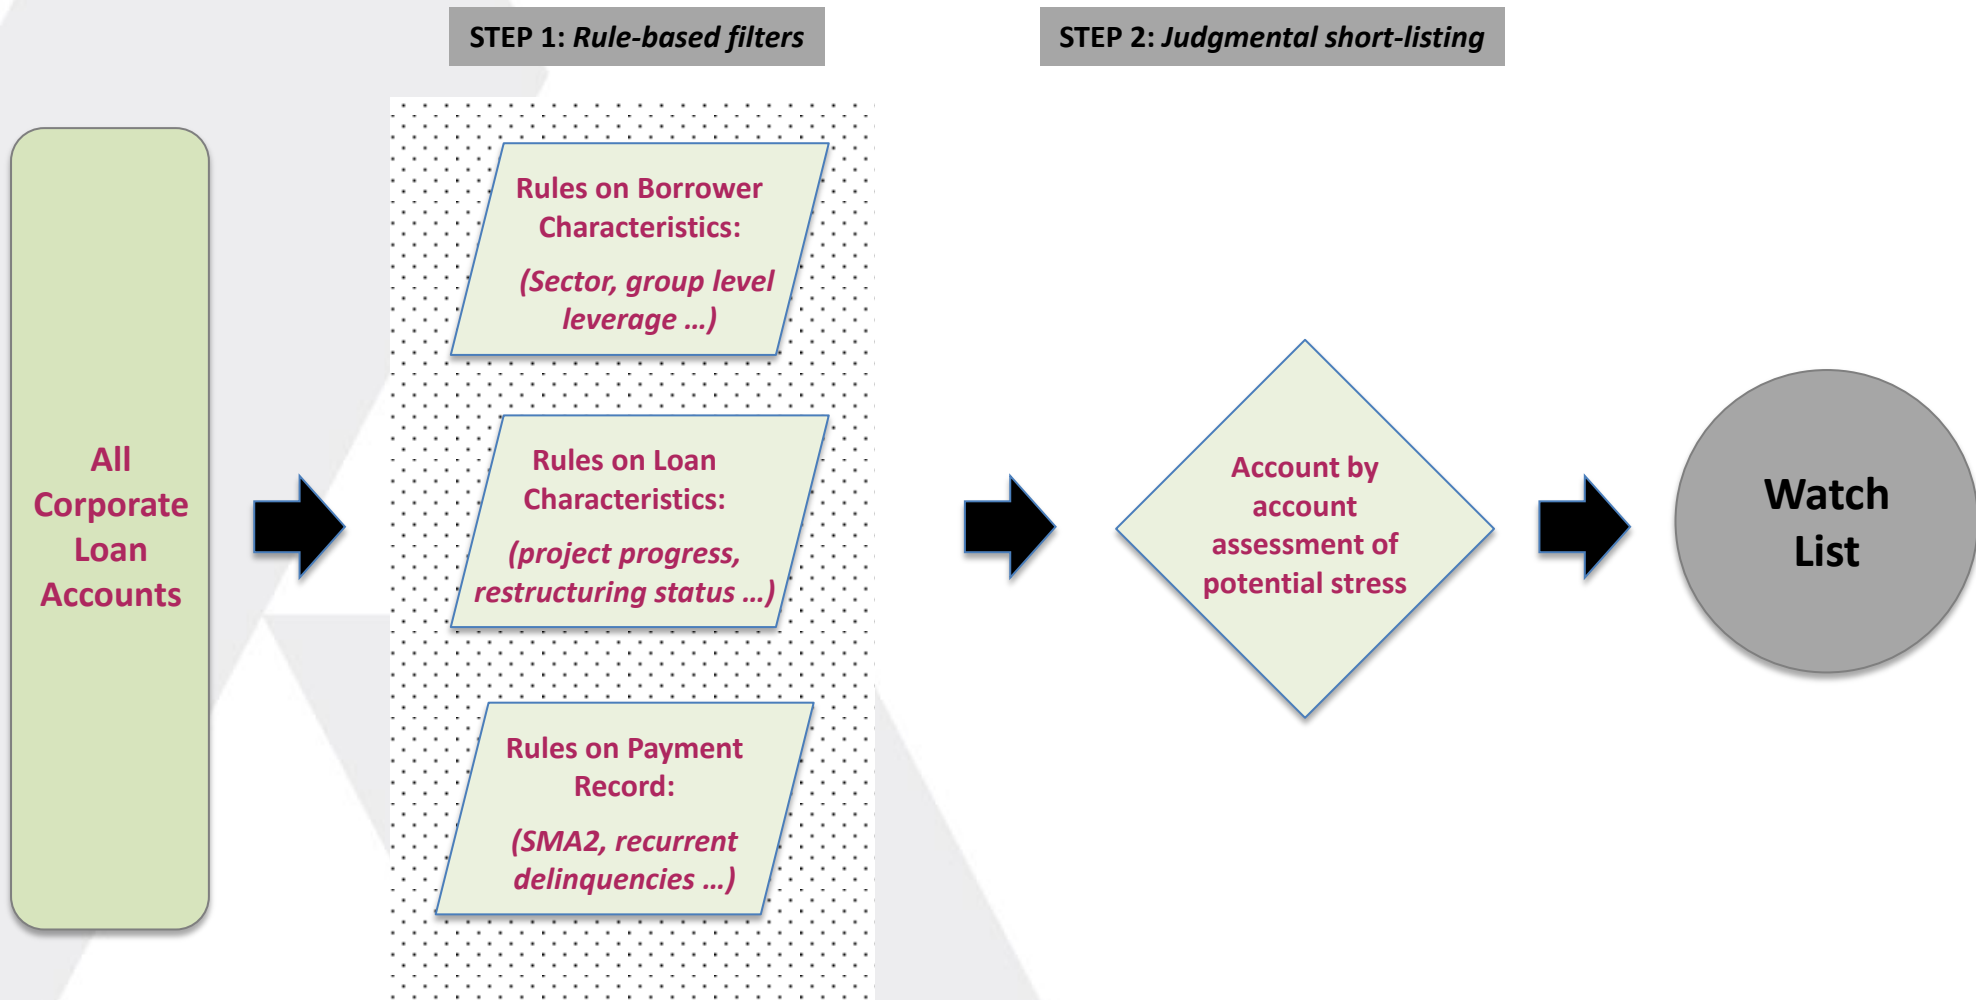 STEP 1: Rule-based filters
STEP 2: Judgmental short-listing
All
Corporate
Loan
Accounts
Rules on Borrower
Characteristics:
(Sector, group level
leverage ...)
Rules on Loan
Characteristics:
(project progress,
restructuring status ...)
Rules on Payment
Record:
(SMA2, recurrent
delinquencies ...)
Account by
account
assessment of
potential stress
Watch
List